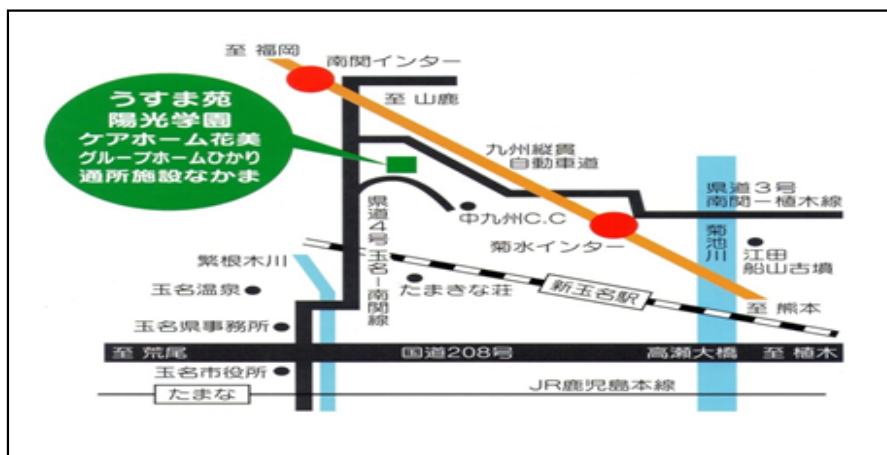 至 福岡
南関インター
至 山鹿
うすま苑
陽光学園
ケアホーム花美
グループホームひかり
通所施設なかま
九州縦貫
自動車道
県道3号
南関ー植木線
中九州C.C
菊水インター
菊池川
江田
船山古墳
県道4号 玉名ー南関線
繁根木川
たまきな荘
新玉名駅
玉名温泉
至 熊本
玉名県事務所
至 荒尾
国道208号
高瀬大橋
至 植木
玉名市役所
たまな
JR鹿児島本線